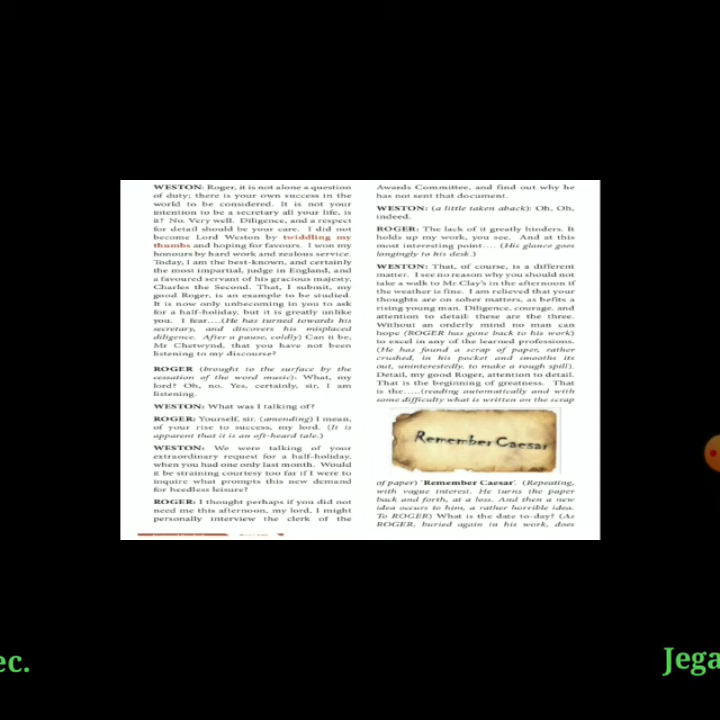 WESTON: Roger, it is not alone a question
of duty; there is your own success in the
world to be considered. It is not your
intention to be a secretary all your life, is
it? No. Very well. Diligence, and a respect
for detail should be your care. I did not
become Lord Weston by twiddling my
thumbs and hoping for favours. I won my
honours by hard work and zealous service.
Today, I am the best-known, and certainly
the most impartial, judge in England, and
a favoured servant of his gracious majesty,
Charles the Second. That, I submit, my
good Roger, is an example to be studied.
It is now only unbecoming in you to ask
for a half-holiday, but it is greatly unlike
you. I fear....(He has turned towards his
secretary, and discovers his misplaced
diligence. After a pause, coldly) Can it be,
Mr Chetwynd, that you have not been
listening to my discourse?
ROGER (brought to the surface by the
cessation of the word music): What, my
lord? Oh, no. Yes, certainly, sir, I am
listening.
WESTON: What was I talking of?
ROGER: Yourself, sir. (amending) I mean,
of your rise to success, my lord. (It is
apparent that it is an oft-heard tale.)
WESTON: We were talking of your
extraordinary request for a half-holiday,
when you had one only last month. Would
it be straining courtesy too far if I were to
inquire what prompts this new demand
for heedless leisure?
ROGER: I thought perhaps if you did not
need me this afternoon, my lord, I might
personally interview the clerk of the
Awards Committee, and find out why he
has not sent that document.
WESTON: (a little taken aback): Oh, Oh,
indeed.
ROGER: The lack of it greatly hinders. It
holds up my work, you see. And at this
most interesting point.... (His glance goes
longingly to his desk.)
WESTON: That, of course, is a different
matter. I see no reason why you should not
take a walk to Mr.Clay's in the afternoon if
the weather is fine. I am relieved that your
thoughts are on sober matters, as befits a
rising young man. Diligence, courage, and
attention to detail: these are the three.
Without an orderly mind no man can
hope (ROGER has gone back to his work)
to excel in any of the learned professions.
(He has found a scrap of paper, rather
crushed, in his pocket and smooths its
out, uninterestedly, to make a rough spill).
Detail, my good Roger, attention to detail.
That is the beginning of greatness. That
is the.....(reading automatically and with
some difficulty what is written on the scrap
Remember Caesar
of paper) 'Remember Caesar'. (Repeating,
with vague interest. He turns the paper
back and forth, at a loss. And then a new
idea occurs to him, a rather horrible idea.
To ROGER) What is the date to-day? (As
ROGER, buried again in his work, does
ec.
Jega